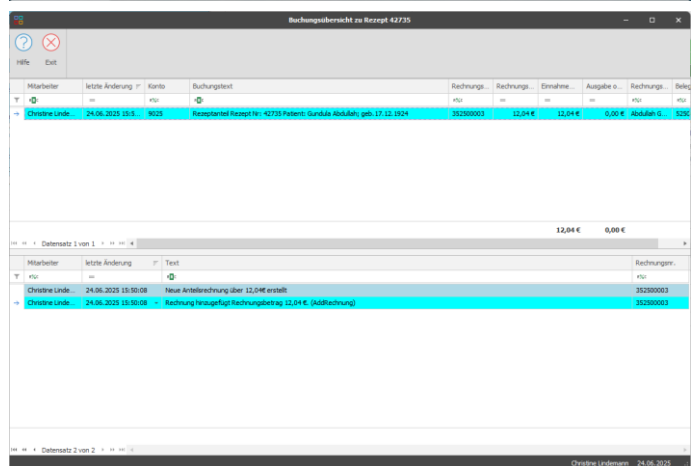 Buchungsübersicht zu Rezept 42735
Hilfe Exit
Mitarbeiter letzte Änderung Konto Buchungstext Rechnungs... Rechnungs... Einnahme... Ausgabe o... Rechnungs... Beleg
Christine Linde... 24.06.2025 15:5... 9025 Rezeptanteil Rezept Nr: 42735 Patient: Gundula Abdullah; geb. 17.12.1924 352500003 12,04 € 12,04 € 0,00 € Abdullah G...
12,04 € 0,00 €
Datensatz 1 von 1
Mitarbeiter letzte Änderung Text Rechnungsnr.
Christine Linde... 24.06.2025 15:50:08 Neue Anteilsrechnung über 12,04€ erstellt 352500003
Christine Linde... 24.06.2025 15:50:08 Rechnung hinzugefügt Rechnungsbetrag 12,04 €. (AddRechnung) 352500003
Datensatz 2 von 2
Christine Lindemann 24.06.2025